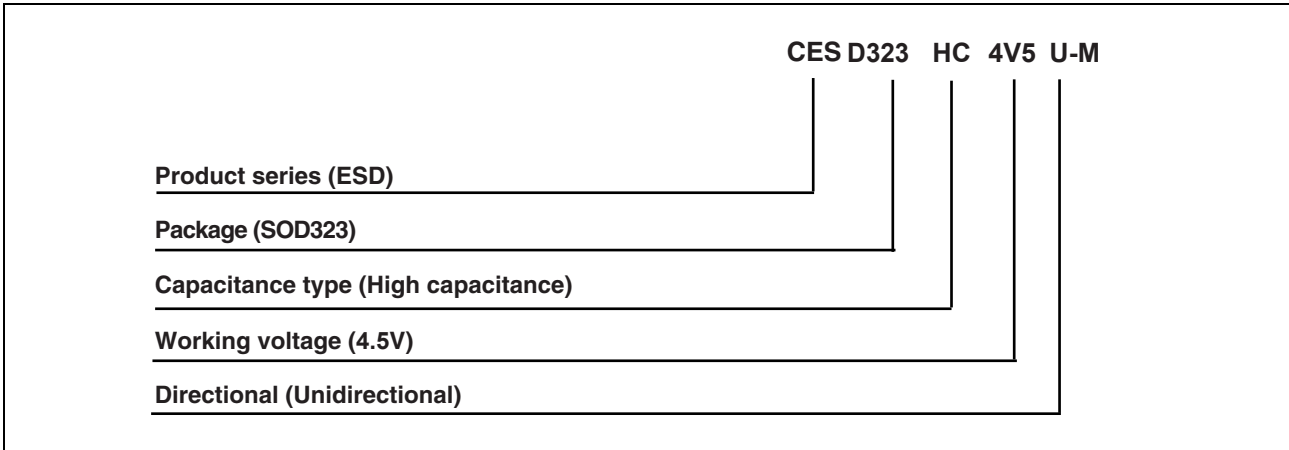 CES D323 HC 4V5 U-M
Product series (ESD)
Package (SOD323)
Capacitance type (High capacitance)
Working voltage (4.5V)
Directional (Unidirectional)